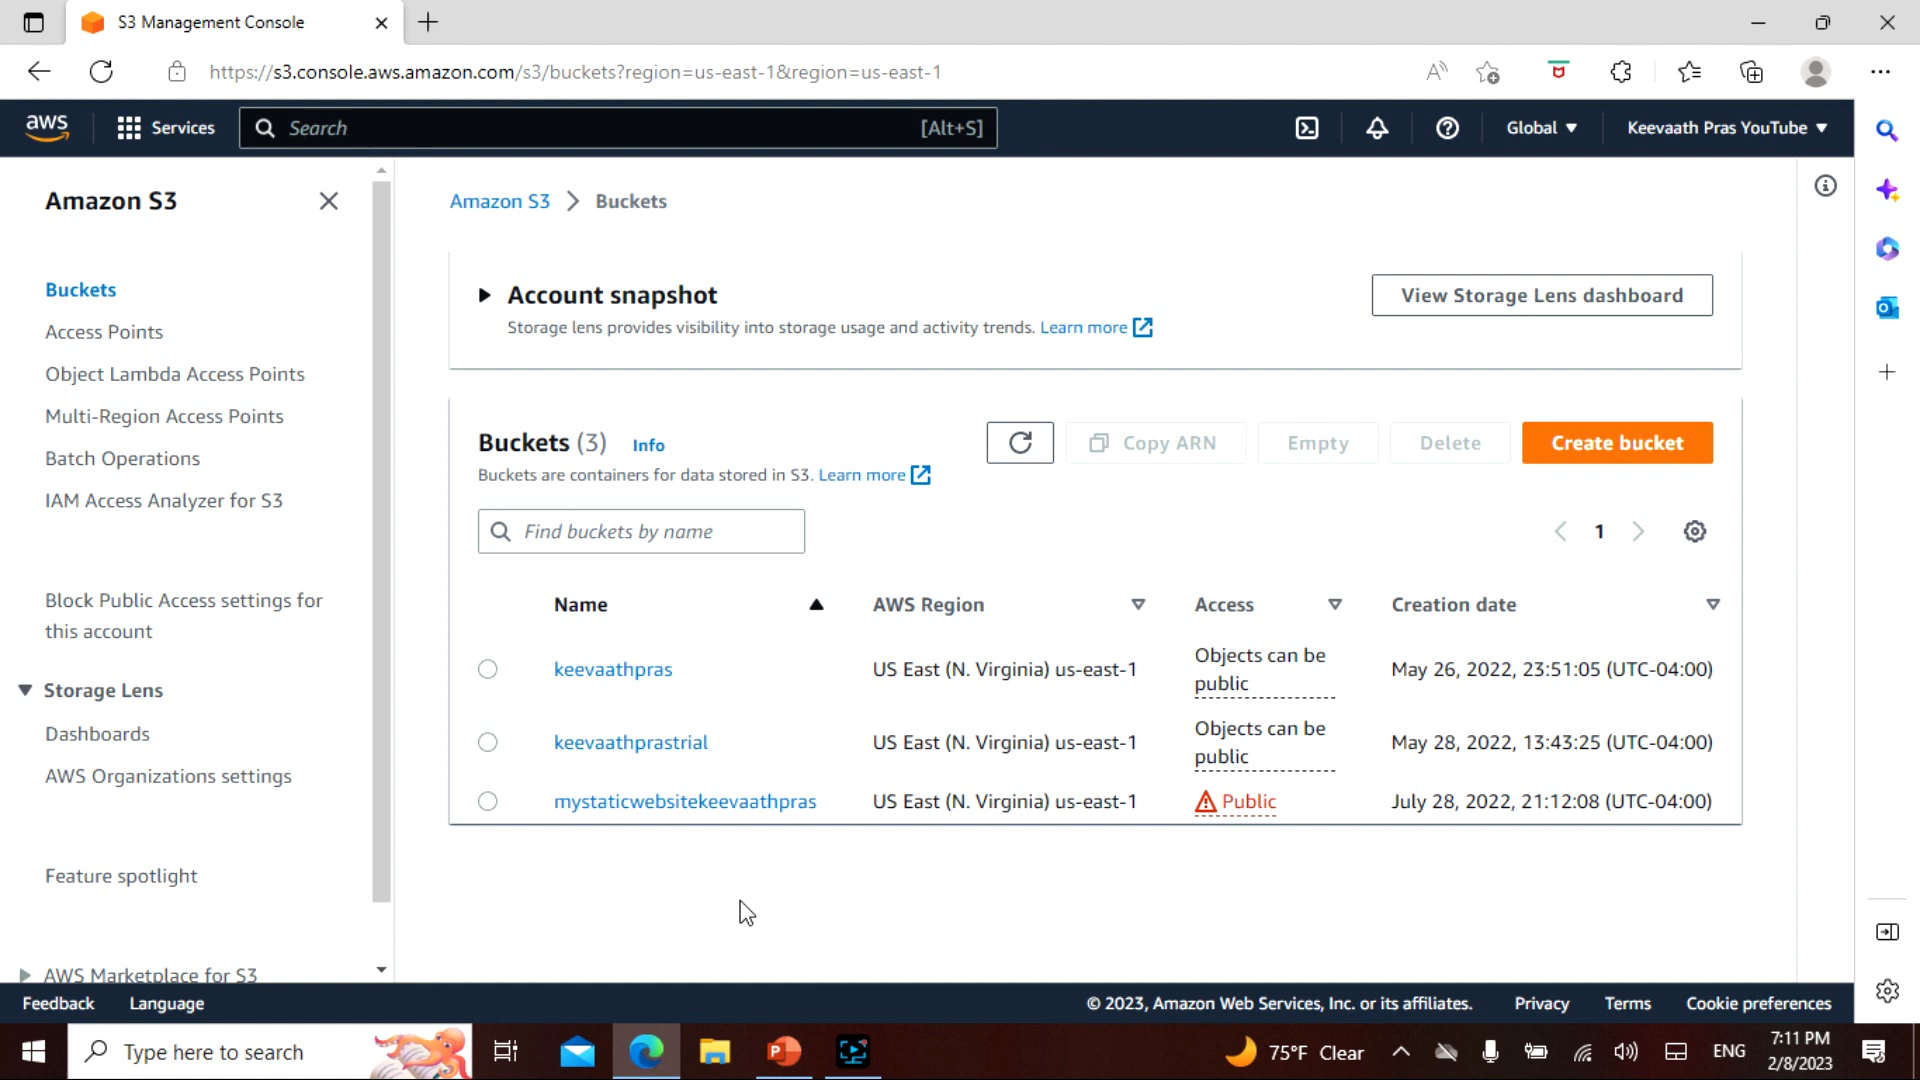 S3 Management Console
https://s3.console.aws.amazon.com/s3/buckets?region=us-east-1&region=us-east-1
aws
Services
Search
[Alt+S]
Global
Keevaath Pras YouTube
Amazon S3
Buckets
Access Points
Object Lambda Access Points
Multi-Region Access Points
Batch Operations
IAM Access Analyzer for S3
Block Public Access settings for
this account
Storage Lens
Dashboards
AWS Organizations settings
Feature spotlight
AWS Marketplace for S3
Amazon S3 > Buckets
Account snapshot
Storage lens provides visibility into storage usage and activity trends. Learn more
View Storage Lens dashboard
Buckets (3) Info
Buckets are containers for data stored in S3. Learn more
Copy ARN
Empty
Delete
Create bucket
Find buckets by name
1
Name AWS Region Access Creation date
keevaathpras US East (N. Virginia) us-east-1 Objects can be public May 26, 2022, 23:51:05 (UTC-04:00)
keevaathprastrial US East (N. Virginia) us-east-1 Objects can be public May 28, 2022, 13:43:25 (UTC-04:00)
mystaticwebsitekeevaathpras US East (N. Virginia) us-east-1 Public July 28, 2022, 21:12:08 (UTC-04:00)
Feedback
Language
© 2023, Amazon Web Services, Inc. or its affiliates.
Privacy
Terms
Cookie preferences
Type here to search
75°F Clear
ENG
7:11 PM
2/8/2023